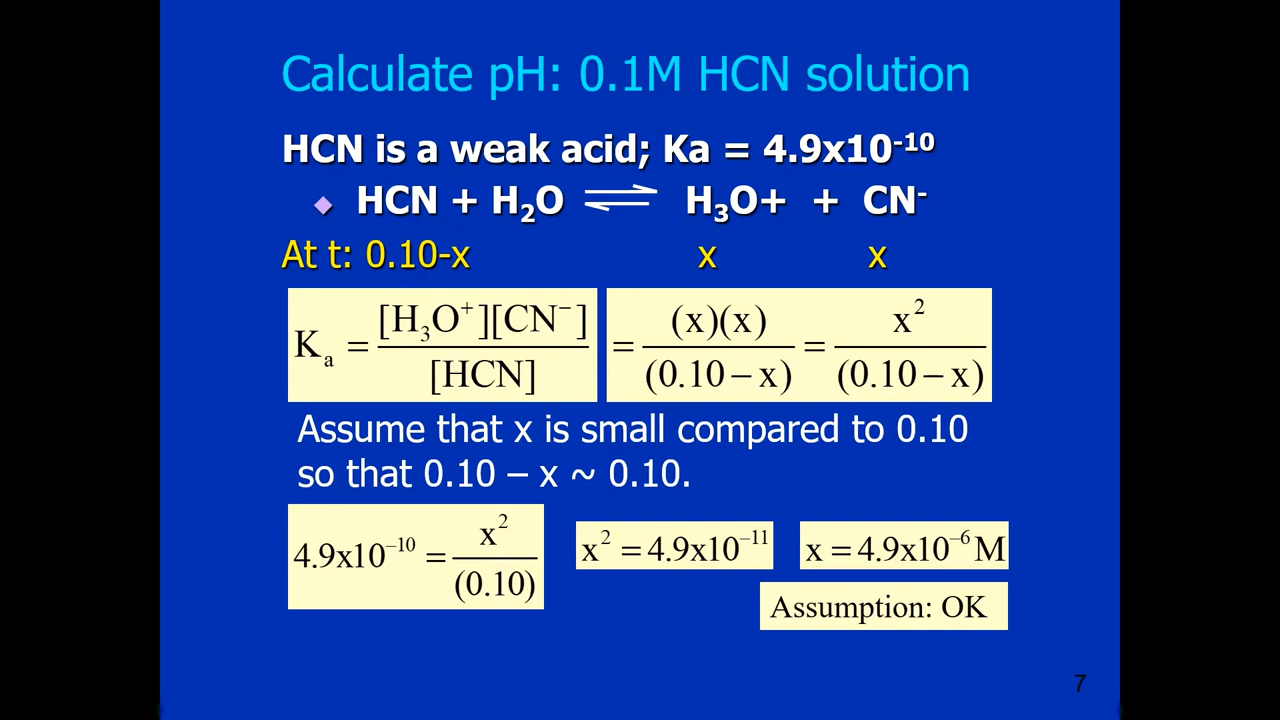 Calculate pH: 0.1M HCN solution
HCN is a weak acid; Ka = 4.9x10⁻¹⁰
HCN + H₂O ⇌ H₃O+ + CN⁻
At t: 0.10-x x x
Kₐ = [H₃O⁺][CN⁻] / [HCN] = (x)(x) / (0.10 − x) = x² / (0.10 − x)
Assume that x is small compared to 0.10
so that 0.10 – x ~ 0.10.
4.9x10⁻¹⁰ = x² / (0.10) x² = 4.9x10⁻¹¹ x = 4.9x10⁻⁶ M
Assumption: OK
7